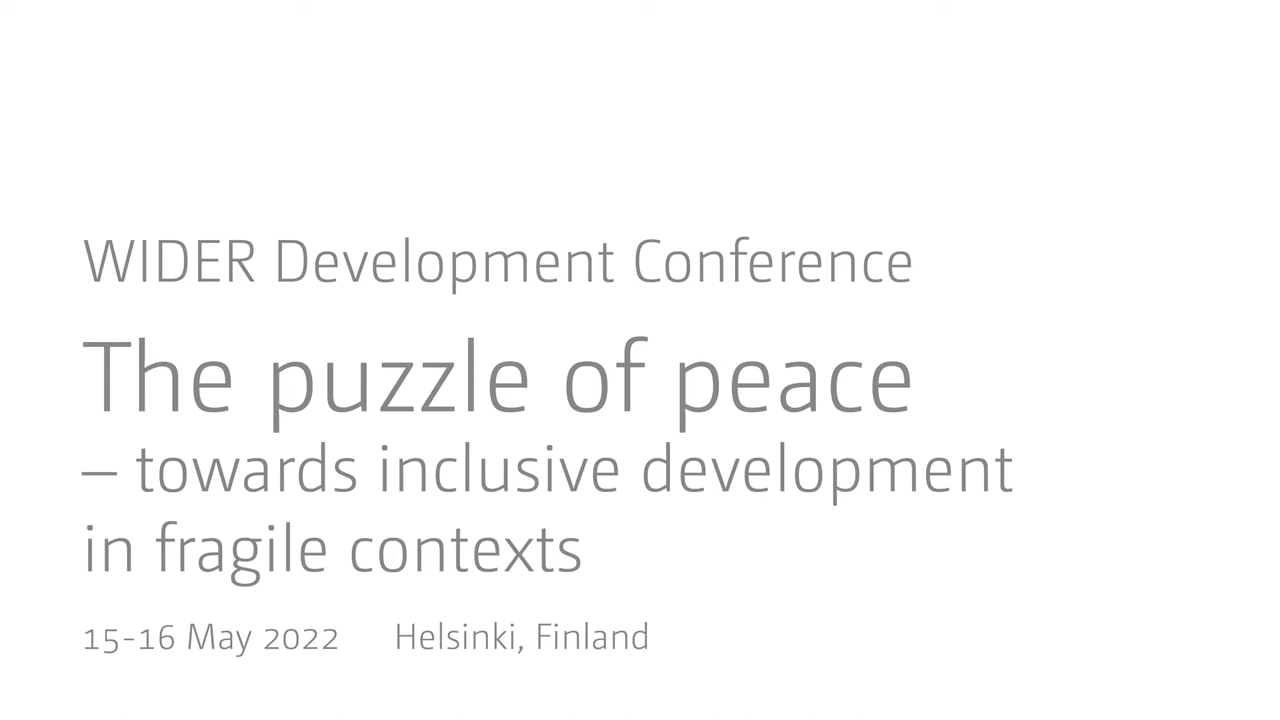 WIDER Development Conference
The puzzle of peace
– towards inclusive development
in fragile contexts
15-16 May 2022 Helsinki, Finland